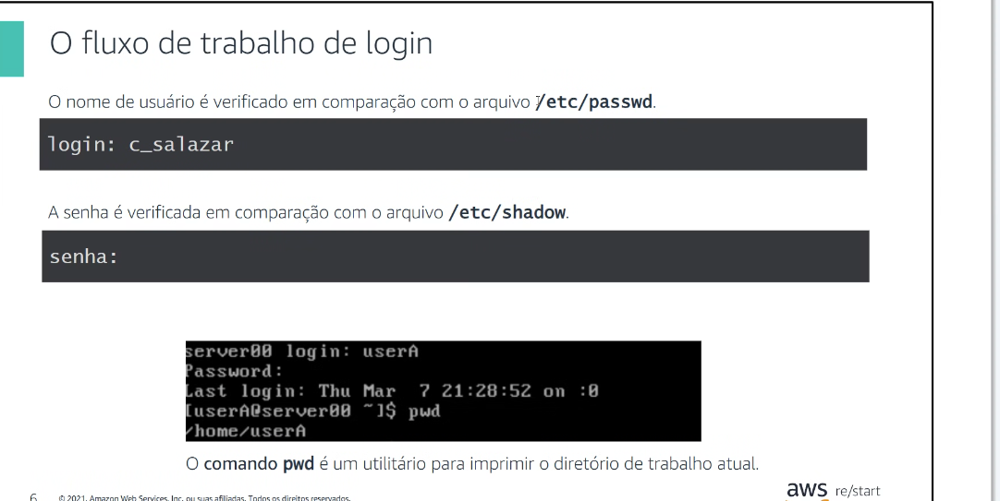 O fluxo de trabalho de login
O nome de usuário é verificado em comparação com o arquivo /etc/passwd.
login: c_salazar
A senha é verificada em comparação com o arquivo /etc/shadow.
senha:
server00 login: userA
Password:
Last login: Thu Mar  7 21:28:52 on :0
[userA@server00 ~]$ pwd
/home/userA
O comando pwd é um utilitário para imprimir o diretório de trabalho atual.
6 © 2021, Amazon Web Services, Inc. ou suas afiliadas. Todos os direitos reservados.
aws re/start